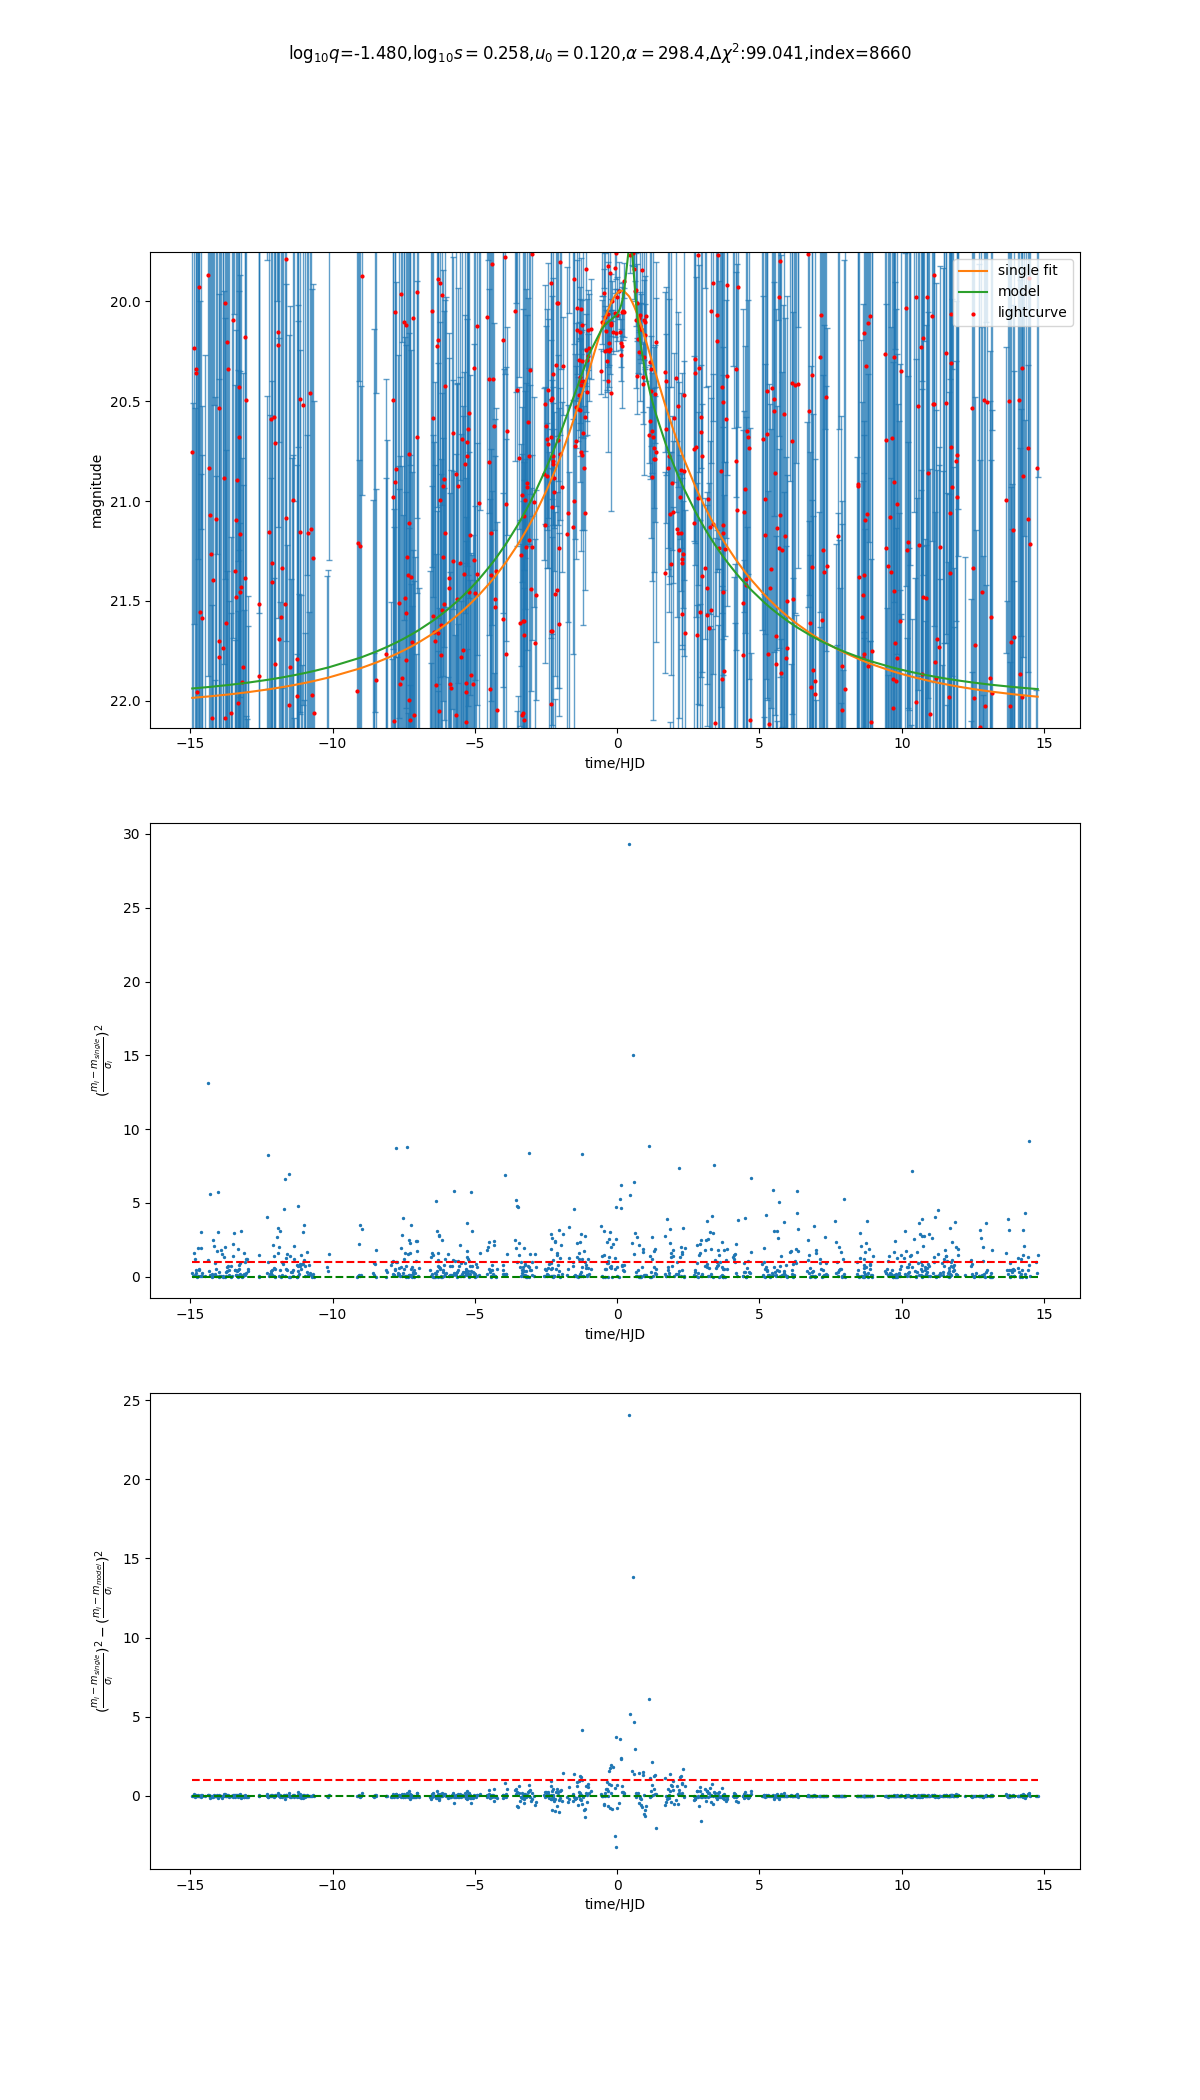 log₁₀q=-1.480,log₁₀s = 0.258,u₀ = 0.120,α = 298.4,Δχ²:99.041,index=8660
single fit
model
lightcurve
magnitude
20.0
20.5
21.0
21.5
22.0
−15 −10 −5 0 5 10 15
time/HJD
(mᵢ − m_single / σᵢ)²
30
25
20
15
10
5
0
−15 −10 −5 0 5 10 15
time/HJD
(mᵢ − m_single / σᵢ)² − (mᵢ − m_model / σᵢ)²
25
20
15
10
5
0
−15 −10 −5 0 5 10 15
time/HJD